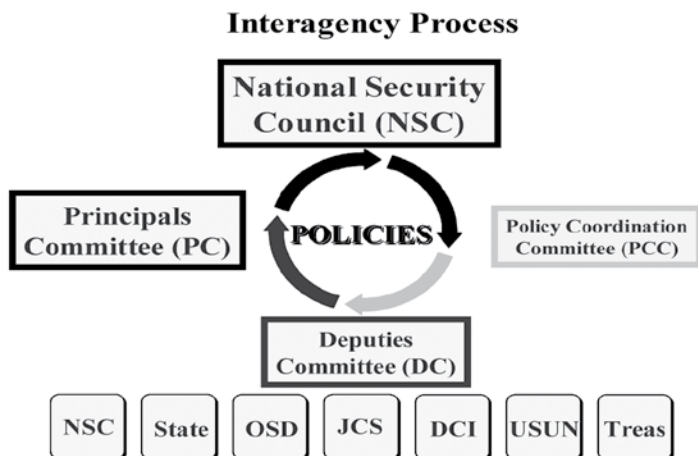 Interagency Process
National Security
Council (NSC)
Principals
Committee (PC)
POLICIES
Policy Coordination
Committee (PCC)
Deputies
Committee (DC)
NSC
State
OSD
JCS
DCI
USUN
Treas